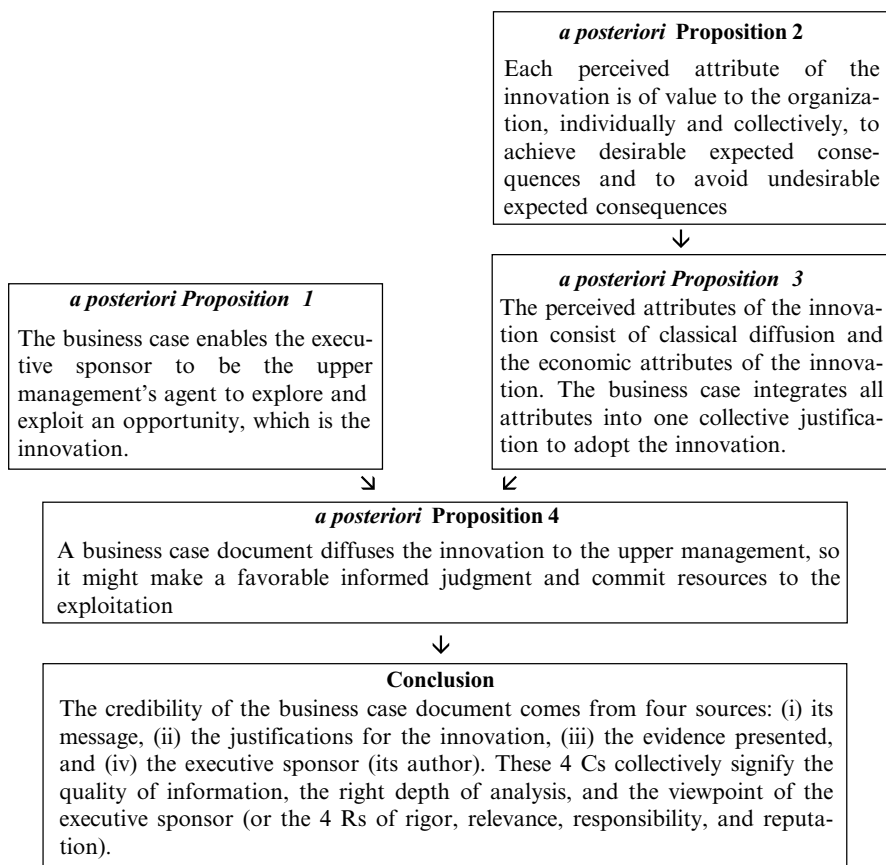 a posteriori Proposition 2
Each perceived attribute of the
innovation is of value to the organiza-
tion, individually and collectively, to
achieve desirable expected conse-
quences and to avoid undesirable
expected consequences
↓
a posteriori Proposition 1
The business case enables the execu-
tive sponsor to be the upper
management's agent to explore and
exploit an opportunity, which is the
innovation.
a posteriori Proposition 3
The perceived attributes of the innova-
tion consist of classical diffusion and
the economic attributes of the innova-
tion. The business case integrates all
attributes into one collective justifica-
tion to adopt the innovation.
↘ ↙
a posteriori Proposition 4
A business case document diffuses the innovation to the upper management, so
it might make a favorable informed judgment and commit resources to the
exploitation
↓
Conclusion
The credibility of the business case document comes from four sources: (i) its
message, (ii) the justifications for the innovation, (iii) the evidence presented,
and (iv) the executive sponsor (its author). These 4 Cs collectively signify the
quality of information, the right depth of analysis, and the viewpoint of the
executive sponsor (or the 4 Rs of rigor, relevance, responsibility, and reputa-
tion).